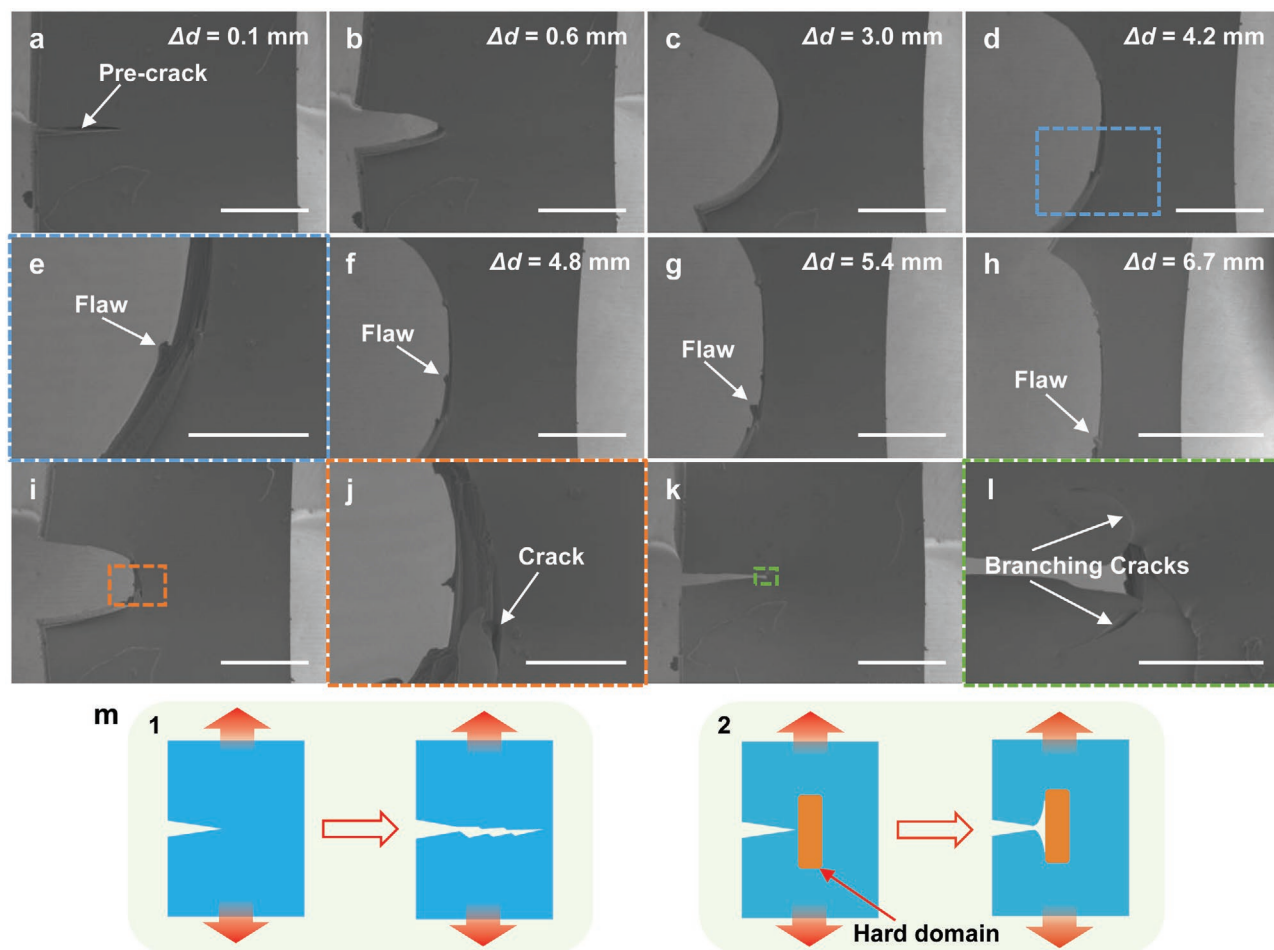 a Δd = 0.1 mm
Pre-crack
b Δd = 0.6 mm
c Δd = 3.0 mm
d Δd = 4.2 mm
e
Flaw
f Δd = 4.8 mm
Flaw
g Δd = 5.4 mm
Flaw
h Δd = 6.7 mm
Flaw
i
j
Crack
k
l
Branching Cracks
m
1
2
Hard domain